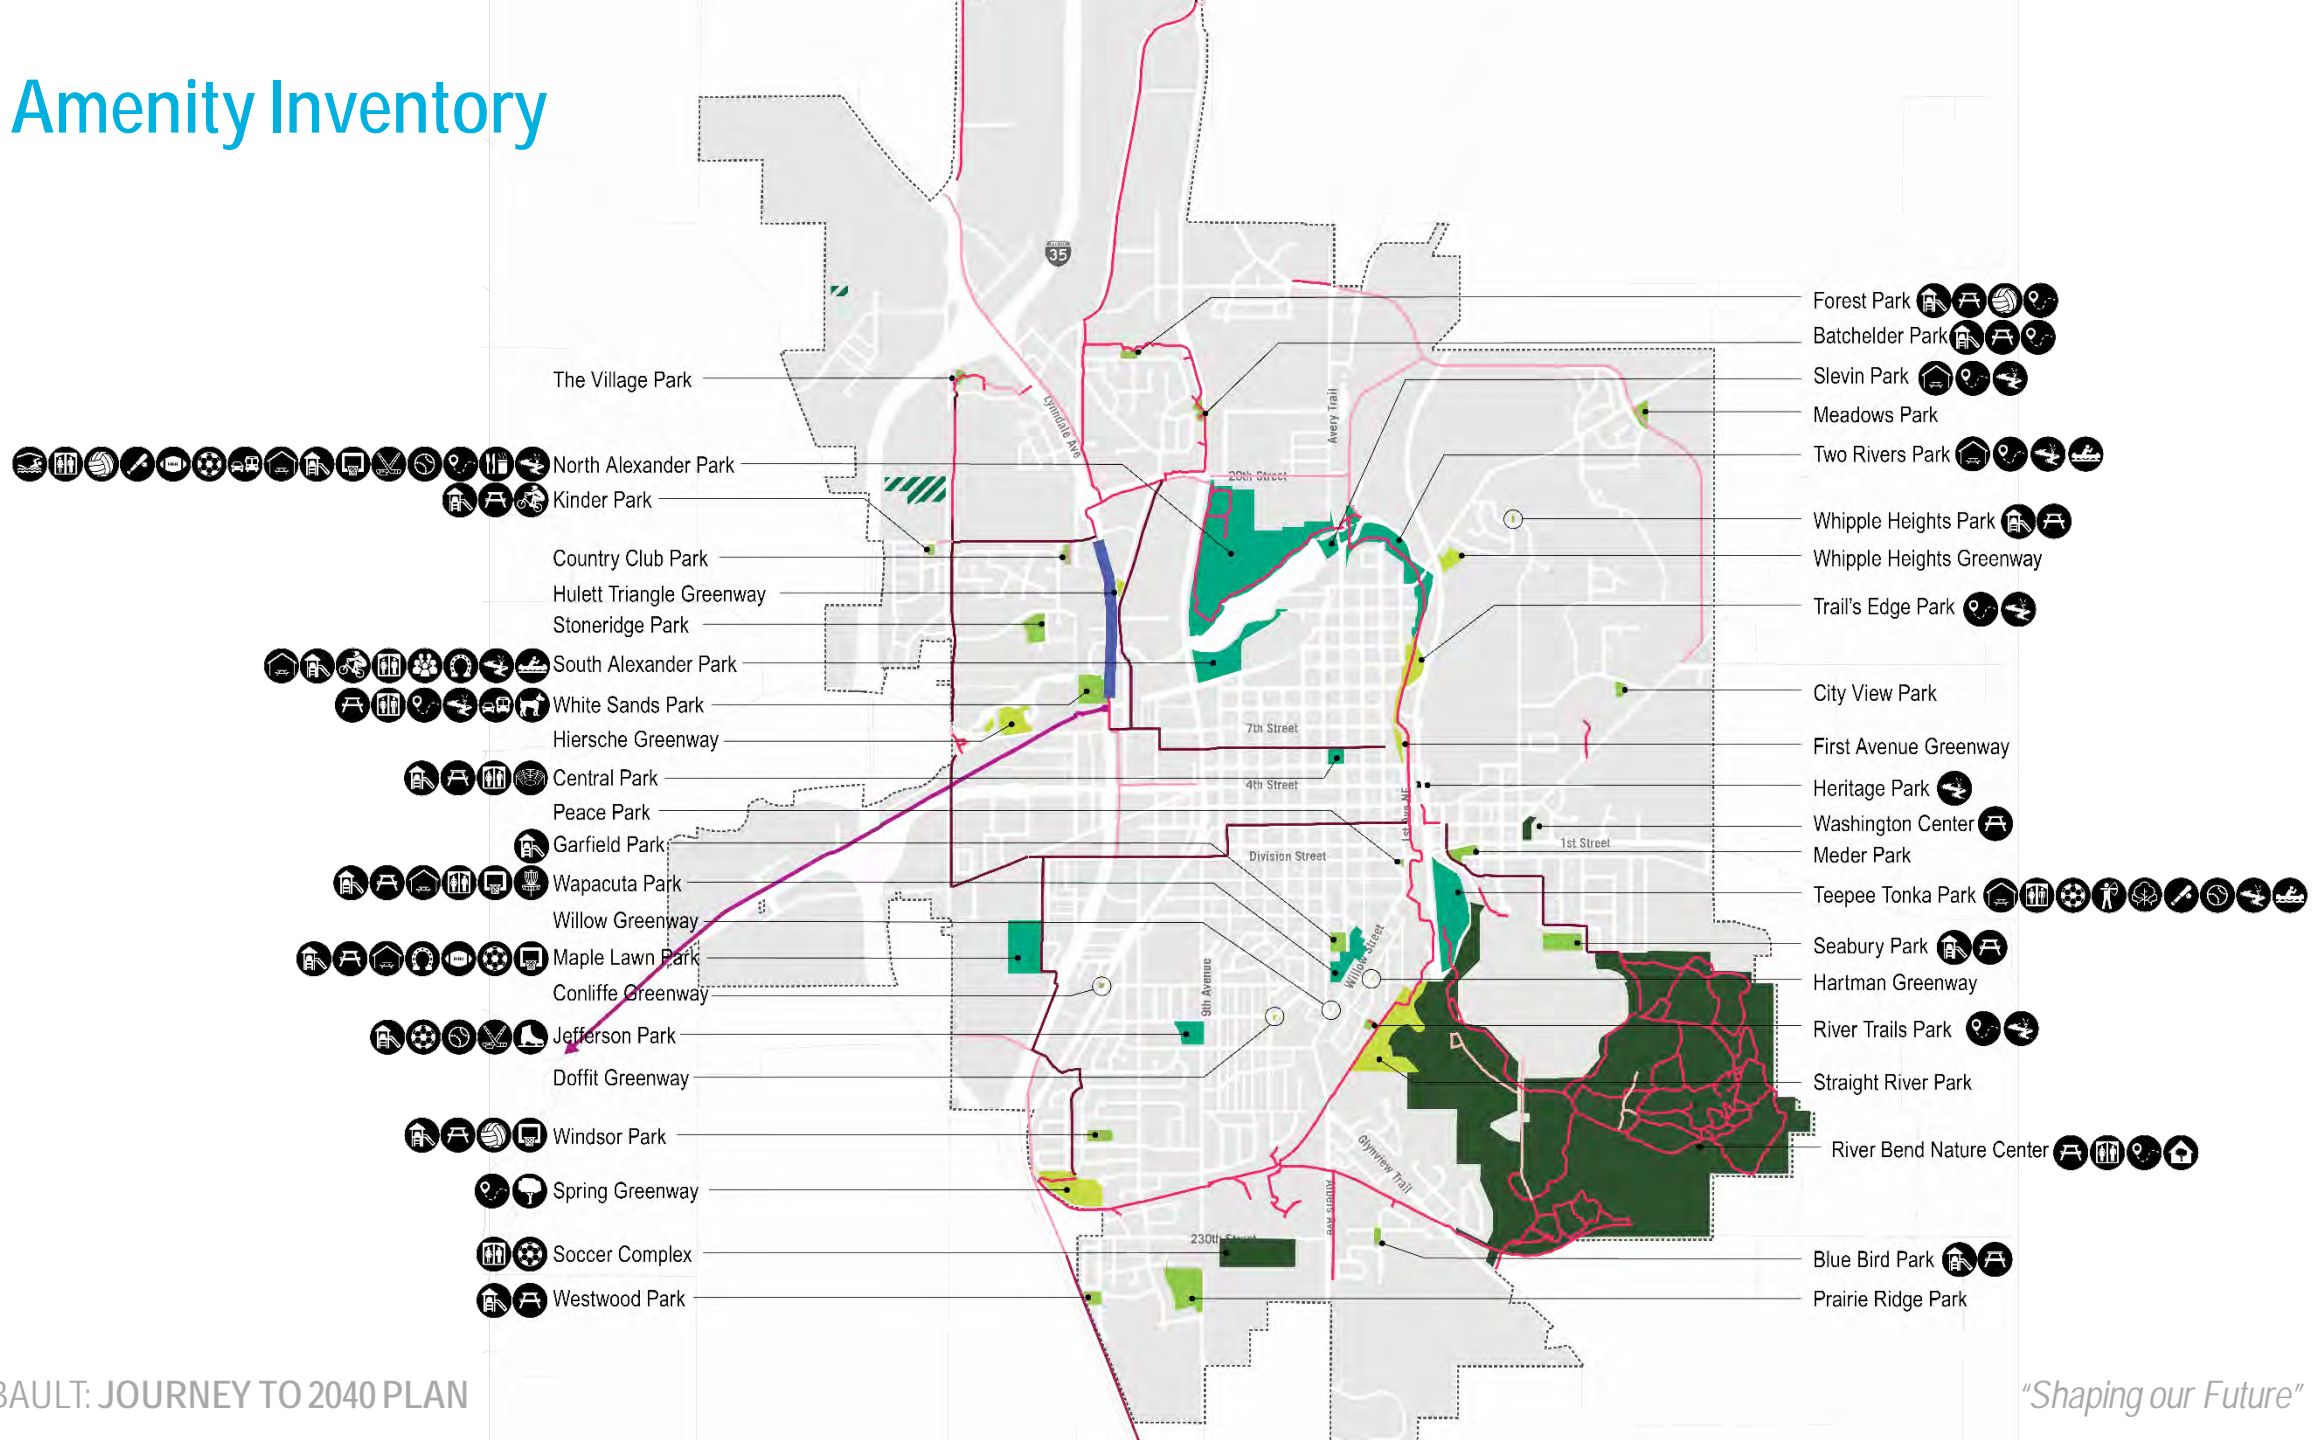 Amenity Inventory
35
Forest Park
Batchelder Park
The Village Park
Slevin Park
Lyndale Ave
Avery Trail
Meadows Park
North Alexander Park
Two Rivers Park
20th Street
Kinder Park
Whipple Heights Park
Country Club Park
Whipple Heights Greenway
Hulett Triangle Greenway
Trail's Edge Park
Stoneridge Park
South Alexander Park
City View Park
White Sands Park
7th Street
Hiersche Greenway
First Avenue Greenway
Central Park
4th Street
Heritage Park
1st Ave NE
Peace Park
Washington Center
Garfield Park
1st Street
Division Street
Meder Park
Wapacuta Park
Teepee Tonka Park
Willow Greenway
Willow Street
Seabury Park
Maple Lawn Park
9th Avenue
Hartman Greenway
Conliffe Greenway
River Trails Park
Jefferson Park
Doffit Greenway
Straight River Park
Windsor Park
Glynview Trail
River Bend Nature Center
Spring Greenway
Albers Ave
230th Street
Soccer Complex
Blue Bird Park
Westwood Park
Prairie Ridge Park
BAULT: JOURNEY TO 2040 PLAN
“Shaping our Future”